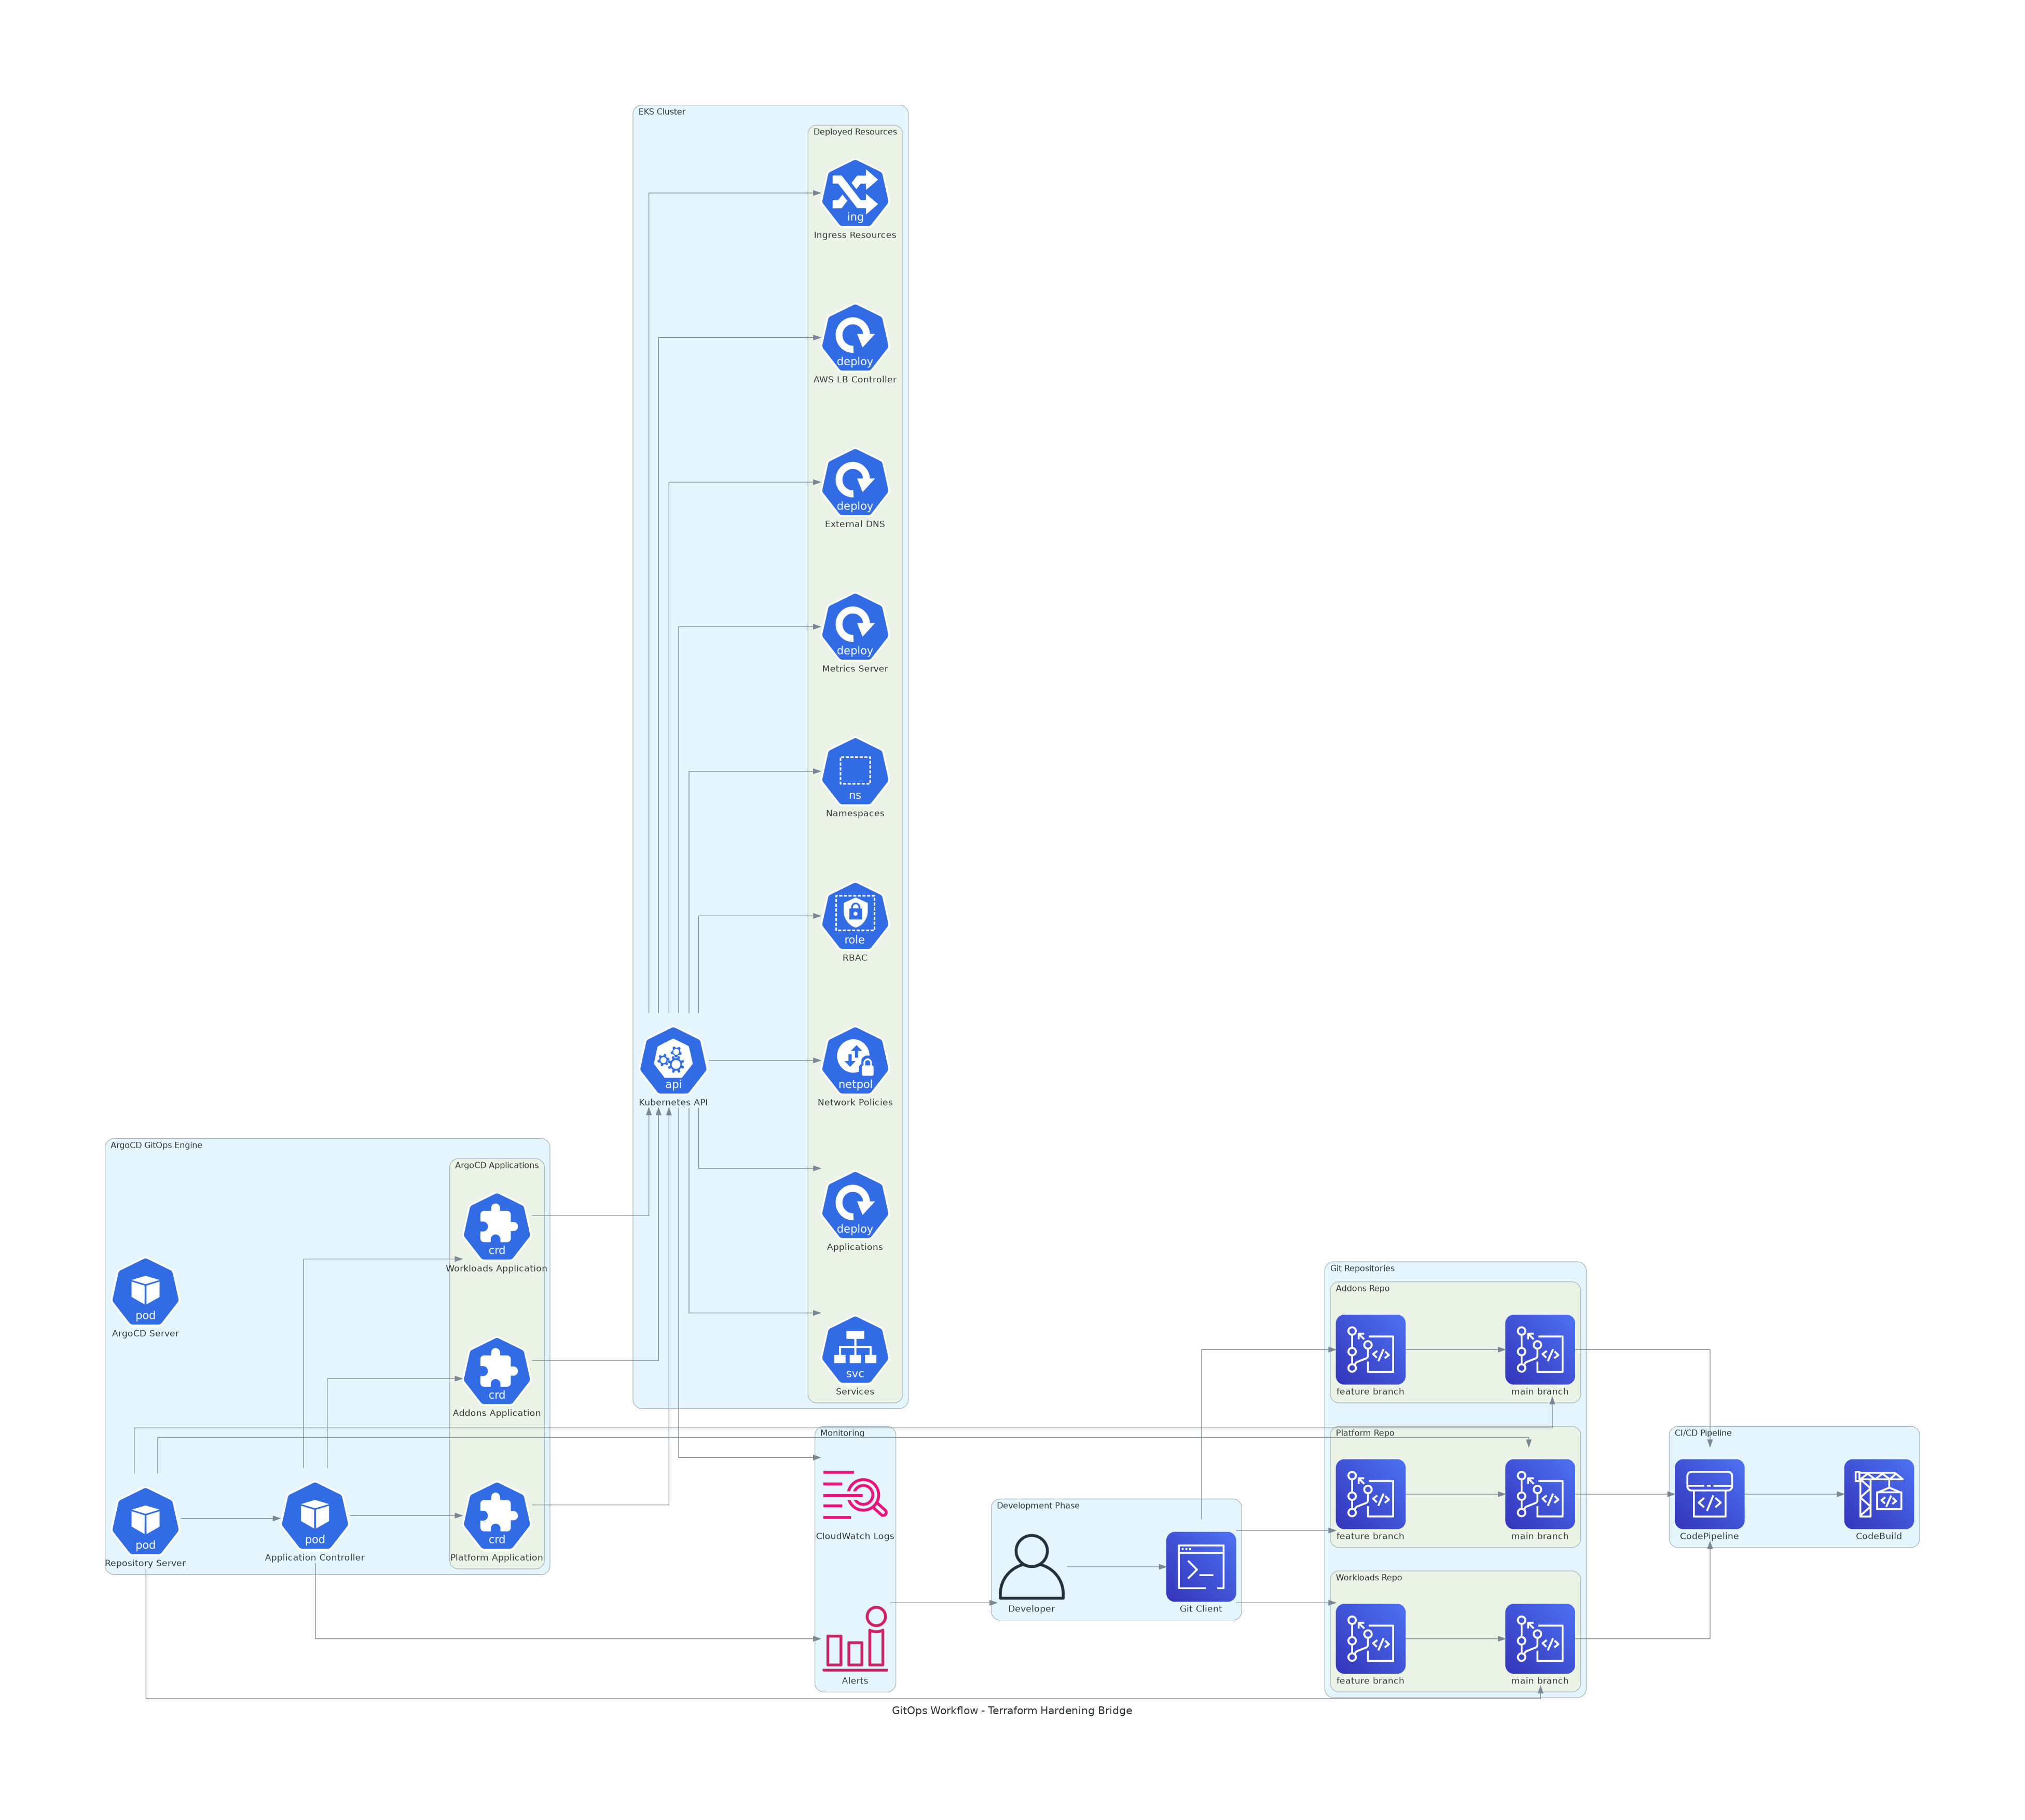 EKS Cluster
Deployed Resources
ing
Ingress Resources
deploy
AWS LB Controller
deploy
External DNS
deploy
Metrics Server
ns
Namespaces
role
RBAC
api
Kubernetes API
netpol
Network Policies
deploy
Applications
svc
Services
ArgoCD GitOps Engine
ArgoCD Applications
crd
Workloads Application
pod
ArgoCD Server
crd
Addons Application
pod
Repository Server
pod
Application Controller
crd
Platform Application
Monitoring
CloudWatch Logs
Alerts
Development Phase
Developer
Git Client
Git Repositories
Addons Repo
feature branch
main branch
Platform Repo
feature branch
main branch
Workloads Repo
feature branch
main branch
CI/CD Pipeline
CodePipeline
CodeBuild
GitOps Workflow - Terraform Hardening Bridge